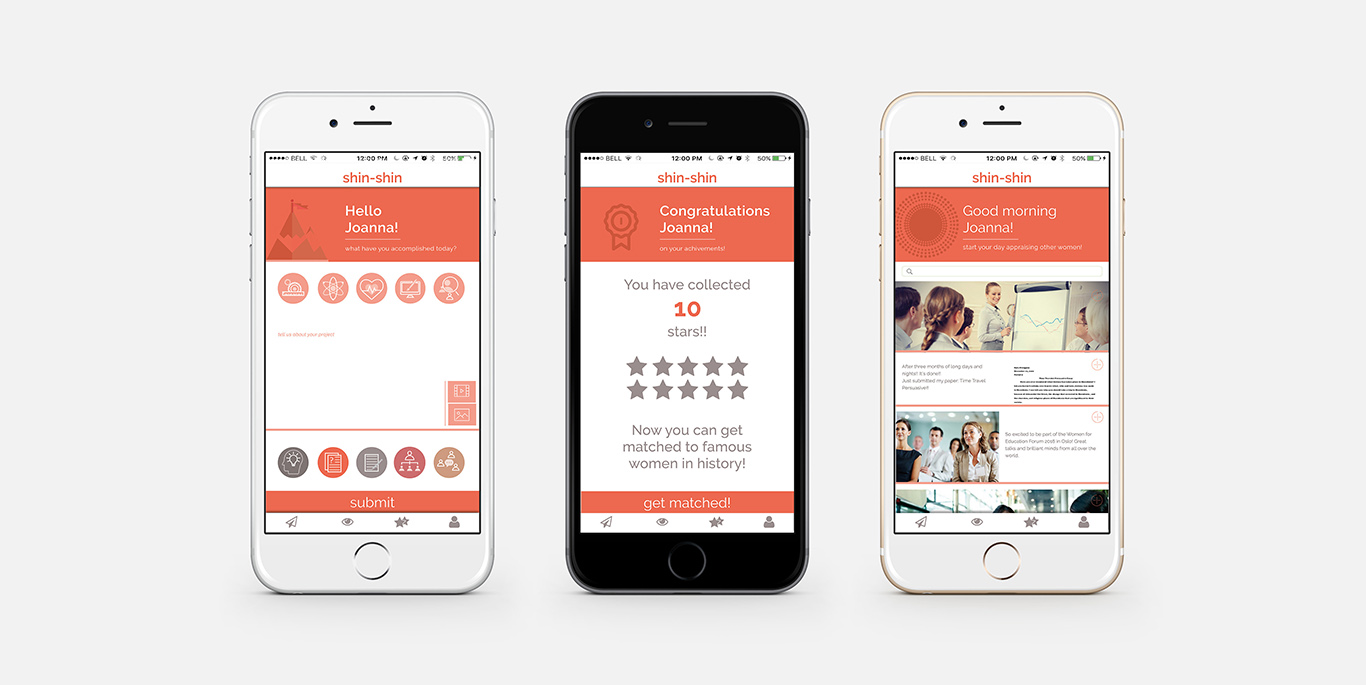 BELL 12:00 PM 50%
shin-shin
Hello
Joanna!
what have you accomplished today?
tell us about your project
submit
BELL 12:00 PM 50%
shin-shin
Congratulations
Joanna!
on your achivements!
You have collected
10
stars!!
Now you can get
matched to famous
women in history!
get matched!
BELL 12:00 PM 50%
shin-shin
Good morning
Joanna!
start your day appraising other women!
After three months of long days and
nights! It's done!!
Just submitted my paper: Time Travel
Persuasive!!
So excited to be part of the Women for
Education Forum 2016 in Oslo! Great
talks and brilliant minds from all over the
world.